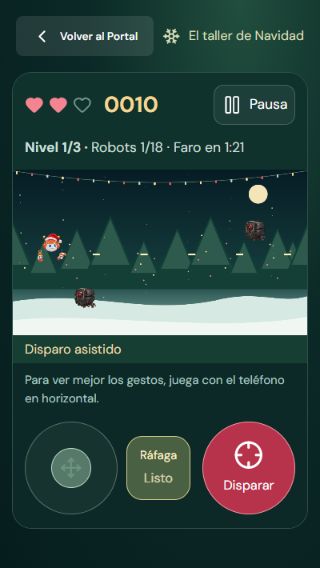 Volver al Portal
El taller de Navidad
0010
Pausa
Nivel 1/3 · Robots 1/18 · Faro en 1:21
Disparo asistido
Para ver mejor los gestos, juega con el teléfono
en horizontal.
Ráfaga
Listo
Disparar